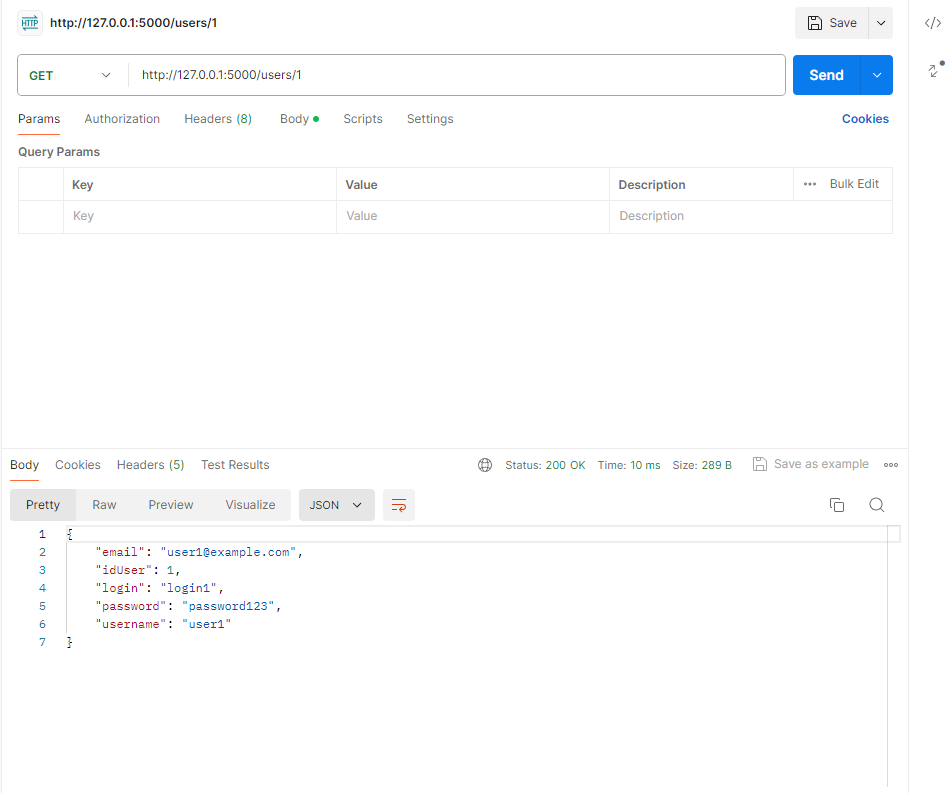 HTTP http://127.0.0.1:5000/users/1 Save </>
GET http://127.0.0.1:5000/users/1 Send
Params Authorization Headers (8) Body Scripts Settings Cookies
Query Params
Key Value Description ••• Bulk Edit
Key Value Description
Body Cookies Headers (5) Test Results Status: 200 OK Time: 10 ms Size: 289 B Save as example
Pretty Raw Preview Visualize JSON
1 {
2 "email": "user1@example.com",
3 "idUser": 1,
4 "login": "login1",
5 "password": "password123",
6 "username": "user1"
7 }